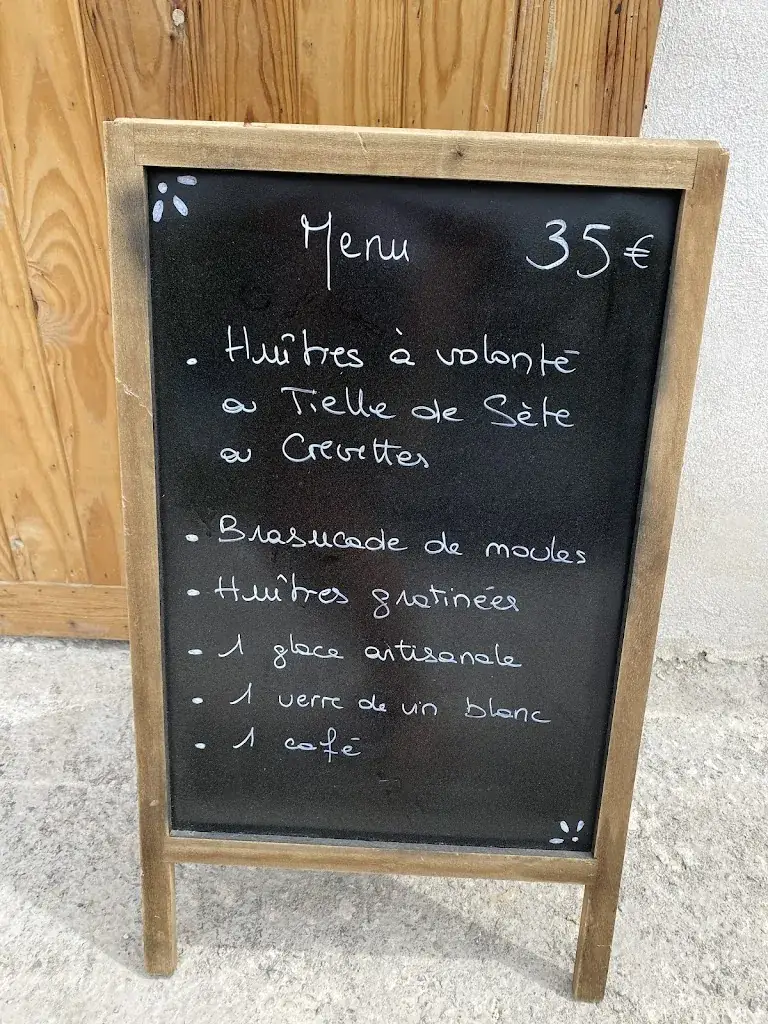 Menu 35€
. Huîtres à volonté
ou Tielle de Sète
ou Crevettes
. Brasucade de moules
. Huîtres gratinées
- 1 glace artisanale
. 1 verre de vin blanc
. 1 café